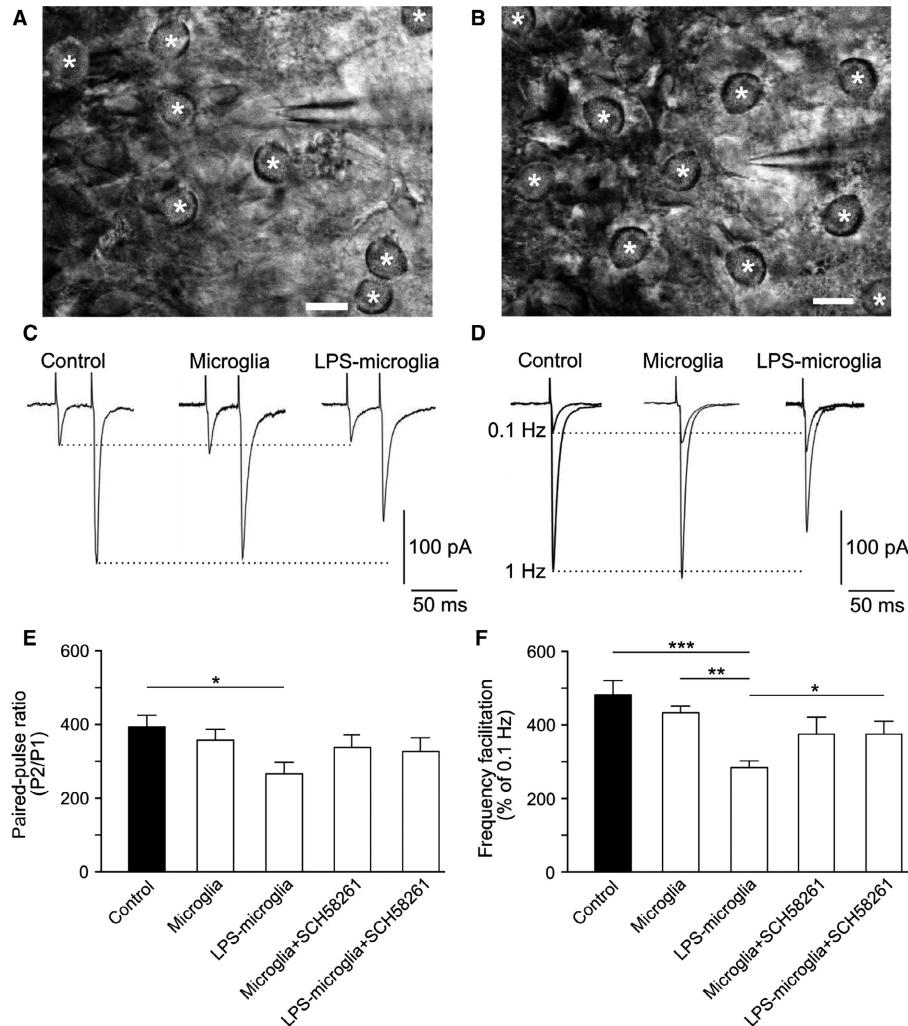 A
B
* * * * * * * *
* * * * * * * * * *
C
Control Microglia LPS-microglia
100 pA
50 ms
D
Control Microglia LPS-microglia
0.1 Hz
1 Hz
100 pA
50 ms
E
Paired-pulse ratio
(P2/P1)
600
400
200
0
*
Control
Microglia
LPS-microglia
Microglia+SCH58261
LPS-microglia+SCH58261
F
Frequency facilitation
(% of 0.1 Hz)
600
400
200
0
***
**
*
Control
Microglia
LPS-microglia
Microglia+SCH58261
LPS-microglia+SCH58261